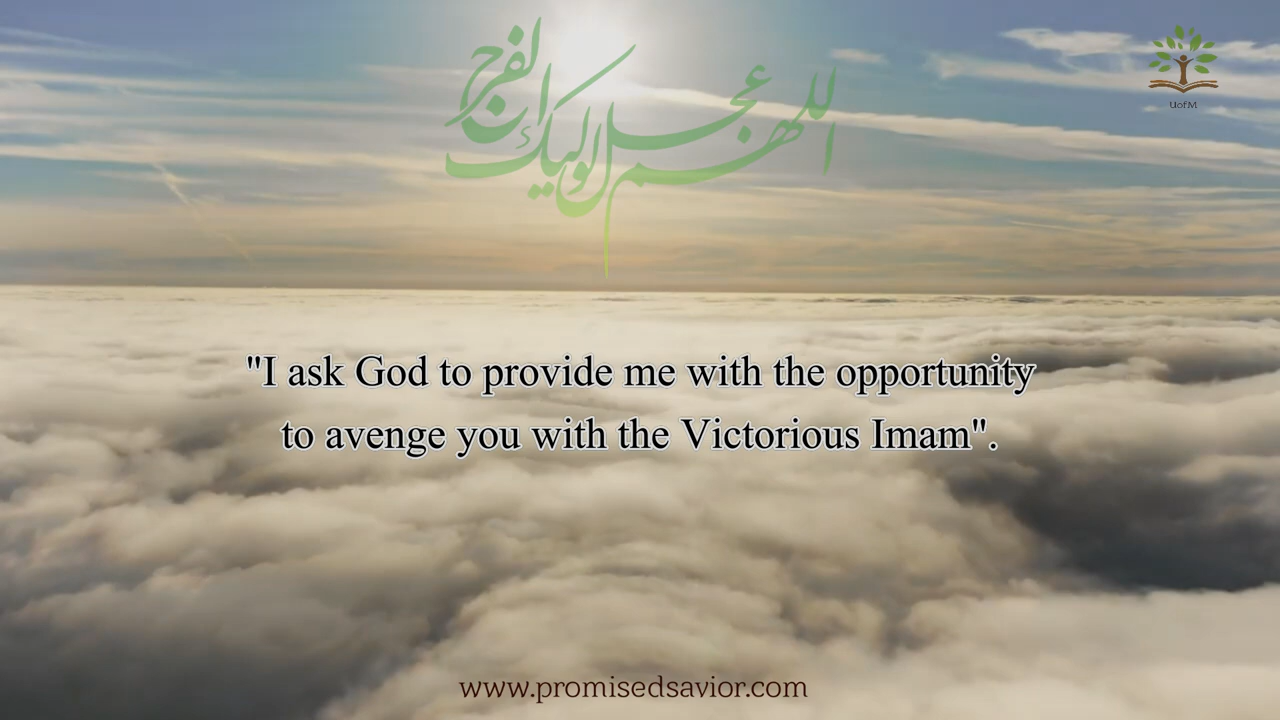 اللهم عجل لوليك الفرج
UofM
"I ask God to provide me with the opportunity
to avenge you with the Victorious Imam".
www.promisedsavior.com